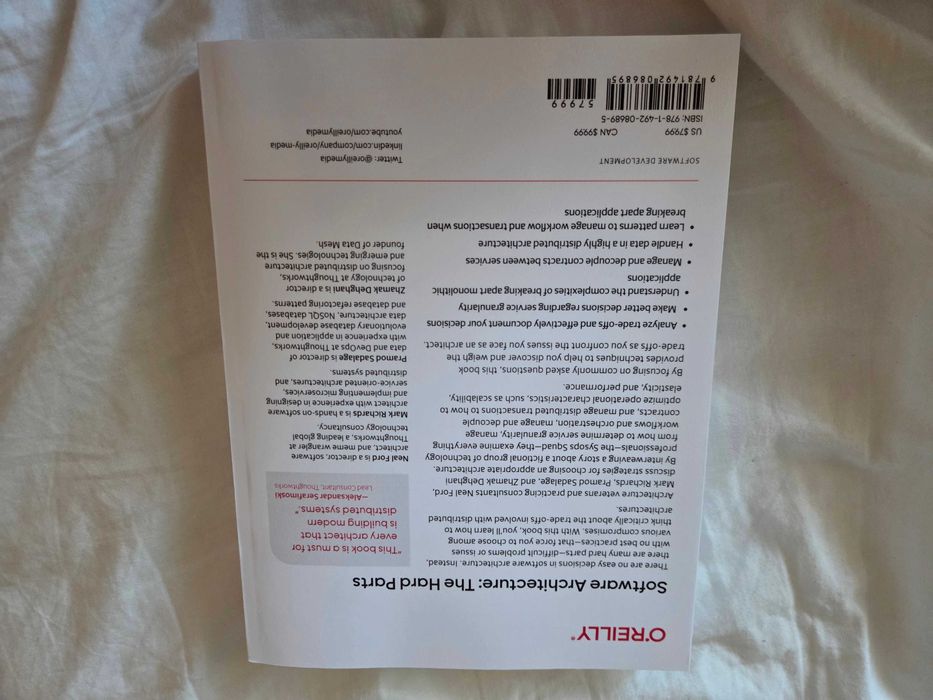 O'REILLY®
Software Architecture: The Hard Parts
There are no easy decisions in software architecture. Instead,
there are many hard parts—difficult problems or issues
with no best practices—that force you to choose among
various compromises. With this book, you'll learn how to
think critically about the trade-offs involved with distributed
architectures.
Architecture veterans and practicing consultants Neal Ford,
Mark Richards, Pramod Sadalage, and Zhamak Dehghani
discuss strategies for choosing an appropriate architecture.
By interweaving a story about a fictional group of technology
professionals—the Sysops Squad—they examine everything
from how to determine service granularity, manage
workflows and orchestration, manage and decouple
contracts, and manage distributed transactions to how to
optimize operational characteristics, such as scalability,
elasticity, and performance.
By focusing on commonly asked questions, this book
provides techniques to help you discover and weigh the
trade-offs as you confront the issues you face as an architect.
• Analyze trade-offs and effectively document your decisions
• Make better decisions regarding service granularity
• Understand the complexities of breaking apart monolithic
applications
• Manage and decouple contracts between services
• Handle data in a highly distributed architecture
• Learn patterns to manage workflow and transactions when
breaking apart applications
"This book is a must for
every architect that
is building modern
distributed systems."
—Aleksandar Serafimoski
Lead Consultant, Thoughtworks
Neal Ford is a director, software
architect, and meme wrangler at
Thoughtworks, a leading global
technology consultancy.
Mark Richards is a hands-on software
architect with experience in designing
and implementing microservices,
service-oriented architectures, and
distributed systems.
Pramod Sadalage is director of
data and DevOps at Thoughtworks,
with experience in application and
evolutionary database development,
data architecture, NoSQL databases,
and database refactoring patterns.
Zhamak Dehghani is a director
of technology at Thoughtworks,
focusing on distributed architecture
and emerging technologies. She is the
founder of Data Mesh.
SOFTWARE DEVELOPMENT
US $79.99 CAN $99.99
ISBN: 978-1-492-08689-5
9 781492 086895
57999
Twitter: @oreillymedia
linkedin.com/company/oreilly-media
youtube.com/oreillymedia